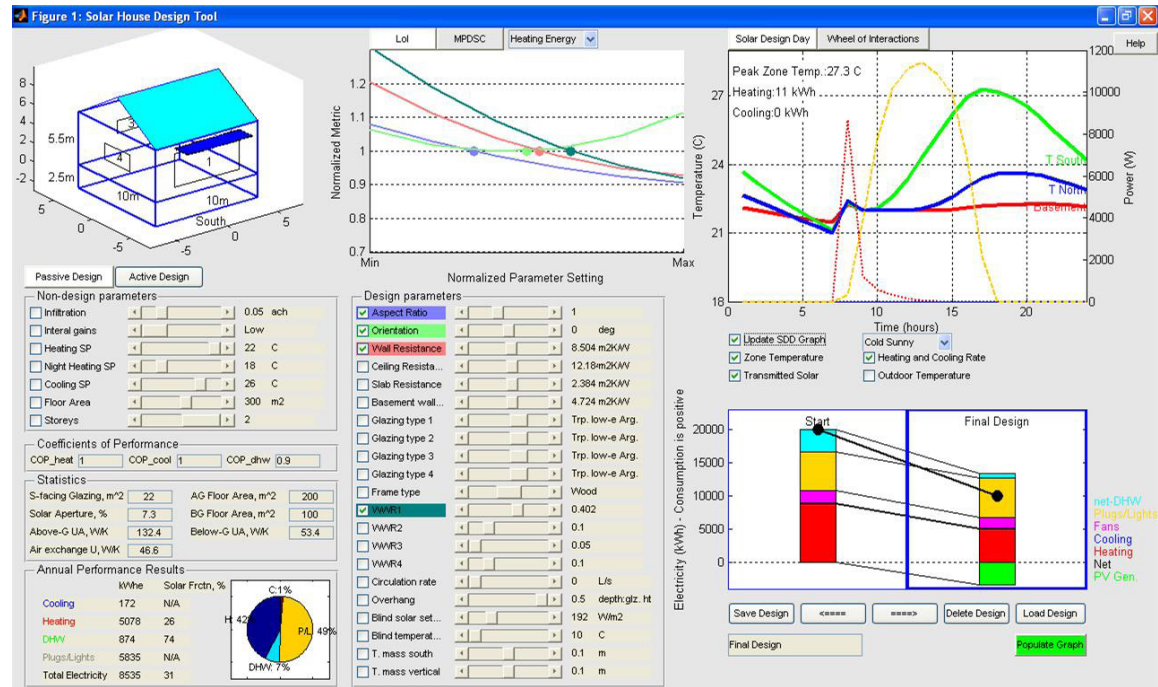 Figure 1: Solar House Design Tool
8
6
4
2
0
-2
5.5m
2.5m
3
4
1
10m
10m
South
5
0
-5
-5
0
5
LoI
MPDSC
Heating Energy
1.2
1.1
1
0.9
0.8
0.7
Normalized Metric
Min
Max
Normalized Parameter Setting
Solar Design Day
Wheel of Interactions
Help
Peak Zone Temp.:27.3 C
Heating:11 kWh
Cooling:0 kWh
27
24
21
18
Temperature (C)
1200
10000
8000
6000
4000
2000
0
Power (W)
T South
T North
Basement
0
5
10
15
20
24
Time (hours)
Update SDD Graph
Cold Sunny
Zone Temperature
Heating and Cooling Rate
Transmitted Solar
Outdoor Temperature
Passive Design
Active Design
Non-design parameters
Infiltration 0.05 ach
Interal gains Low
Heating SP 22 C
Night Heating SP 18 C
Cooling SP 26 C
Floor Area 300 m2
Storeys 2
Coefficients of Performance
COP_heat 1 COP_cool 1 COP_dhw 0.9
Statistics
S-facing Glazing, m^2 22 AG Floor Area, m^2 200
Solar Aperture, % 7.3 BG Floor Area, m^2 100
Above-G UA, W/K 132.4 Below-G UA, W/K 53.4
Air exchange U, W/K 46.6
Annual Performance Results
kWhe Solar Frctn, %
Cooling 172 N/A
Heating 5078 26
DHW 874 74
Plugs/Lights 5835 N/A
Total Electricity 8535 31
C:1%
H: 42%
P/L: 49%
DHW: 7%
Design parameters
Aspect Ratio 1
Orientation 0 deg
Wall Resistance 8.504 m2K/W
Ceiling Resista... 12.18 m2K/W
Slab Resistance 2.384 m2K/W
Basement wall... 4.724 m2K/W
Glazing type 1 Trp. low-e Arg.
Glazing type 2 Trp. low-e Arg.
Glazing type 3 Trp. low-e Arg.
Glazing type 4 Trp. low-e Arg.
Frame type Wood
WWR1 0.402
WWR2 0.1
WWR3 0.05
WWR4 0.1
Circulation rate 0 L/s
Overhang 0.5 depth:glz. ht
Blind solar set... 192 W/m2
Blind temperat... 10 C
T. mass south 0.1 m
T. mass vertical 0.1 m
Electricity (kWh) - Consumption is positive
20000
15000
10000
5000
0
Start
Final Design
net-DHW
Plugs/Lights
Fans
Cooling
Heating
Net
PV Gen.
Save Design
<====
====>
Delete Design
Load Design
Final Design
Populate Graph